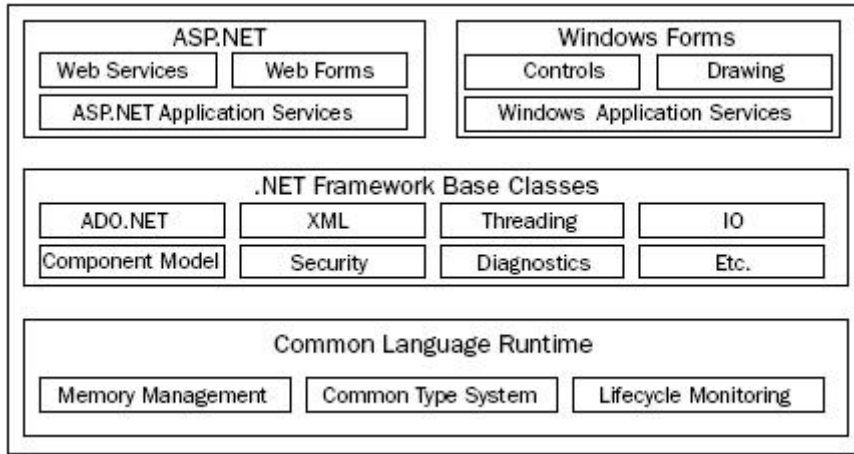 ASP.NET
Web Services
Web Forms
ASP.NET Application Services
Windows Forms
Controls
Drawing
Windows Application Services
.NET Framework Base Classes
ADO.NET
XML
Threading
IO
Component Model
Security
Diagnostics
Etc.
Common Language Runtime
Memory Management
Common Type System
Lifecycle Monitoring